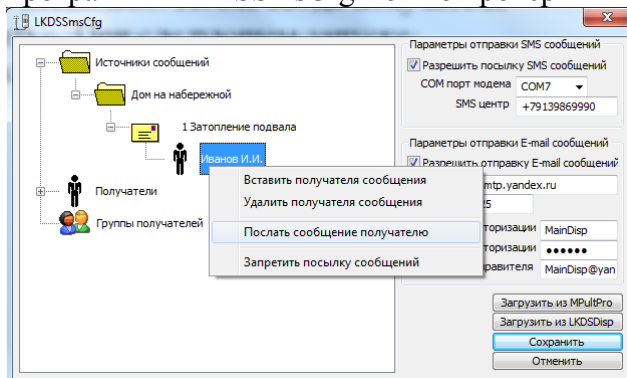 LKDSSmsCfg
Источники сообщений
Дом на набережной
1 Затопление подвала
Иванов И.И.
Получатели
Группы получателей
Вставить получателя сообщения
Удалить получателя сообщения
Послать сообщение получателю
Запретить посылку сообщений
Параметры отправки SMS сообщений
Разрешить посылку SMS сообщений
COM порт модема COM7
SMS центр +79139869990
Параметры отправки E-mail сообщений
Разрешить отправку E-mail сообщений
mtp.yandex.ru
25
торизации MainDisp
торизации ••••••
равителя MainDisp@yan
Загрузить из MPultPro
Загрузить из LKDSDisp
Сохранить
Отменить